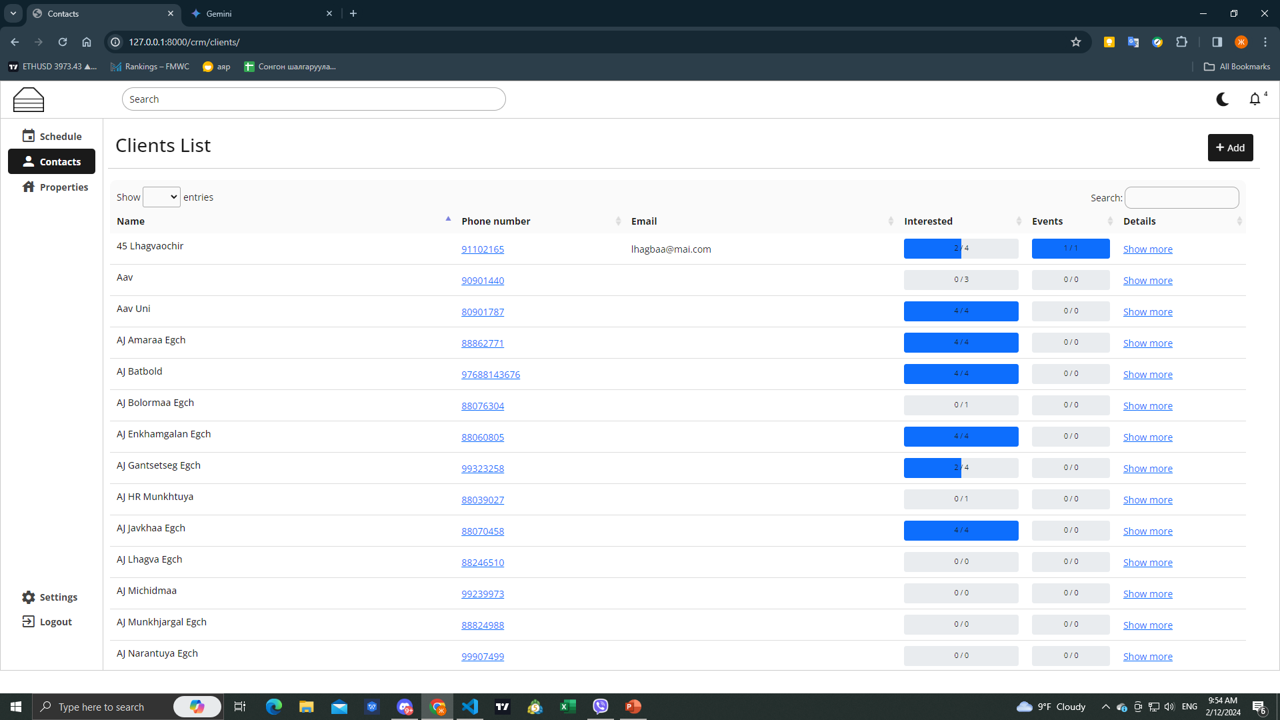 Contacts
Gemini
127.0.0.1:8000/crm/clients/
Ж
ETHUSD 3973.43 ▲...
Rankings – FMWC
аяр
Сонгон шалгаруула...
All Bookmarks
Search
4
Schedule
Contacts
Properties
Settings
Logout
Clients List
+ Add
Show entries
Search:
Name Phone number Email Interested Events Details
45 Lhagvaochir 91102165 lhagbaa@mai.com 2 / 4 1 / 1 Show more
Aav 90901440 0 / 3 0 / 0 Show more
Aav Uni 80901787 4 / 4 0 / 0 Show more
AJ Amaraa Egch 88862771 4 / 4 0 / 0 Show more
AJ Batbold 97688143676 4 / 4 0 / 0 Show more
AJ Bolormaa Egch 88076304 0 / 1 0 / 0 Show more
AJ Enkhamgalan Egch 88060805 4 / 4 0 / 0 Show more
AJ Gantsetseg Egch 99323258 2 / 4 0 / 0 Show more
AJ HR Munkhtuya 88039027 0 / 1 0 / 0 Show more
AJ Javkhaa Egch 88070458 4 / 4 0 / 0 Show more
AJ Lhagva Egch 88246510 0 / 0 0 / 0 Show more
AJ Michidmaa 99239973 0 / 0 0 / 0 Show more
AJ Munkhjargal Egch 88824988 0 / 0 0 / 0 Show more
AJ Narantuya Egch 99907499 0 / 0 0 / 0 Show more
Type here to search
9°F Cloudy
ENG
9:54 AM
2/12/2024
6